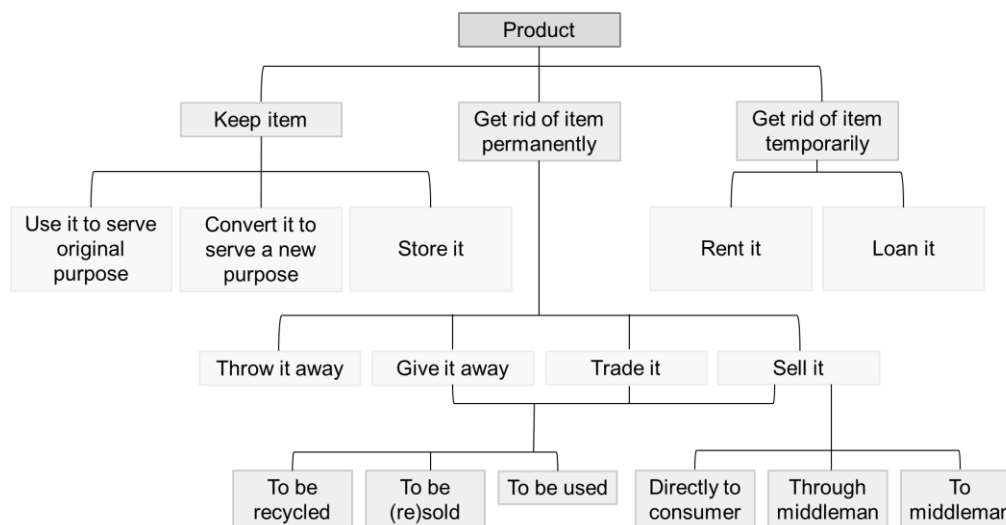 Product
Keep item
Get rid of item
permanently
Get rid of item
temporarily
Use it to serve
original
purpose
Convert it to
serve a new
purpose
Store it
Rent it
Loan it
Throw it away
Give it away
Trade it
Sell it
To be
recycled
To be
(re)sold
To be used
Directly to
consumer
Through
middleman
To
middleman